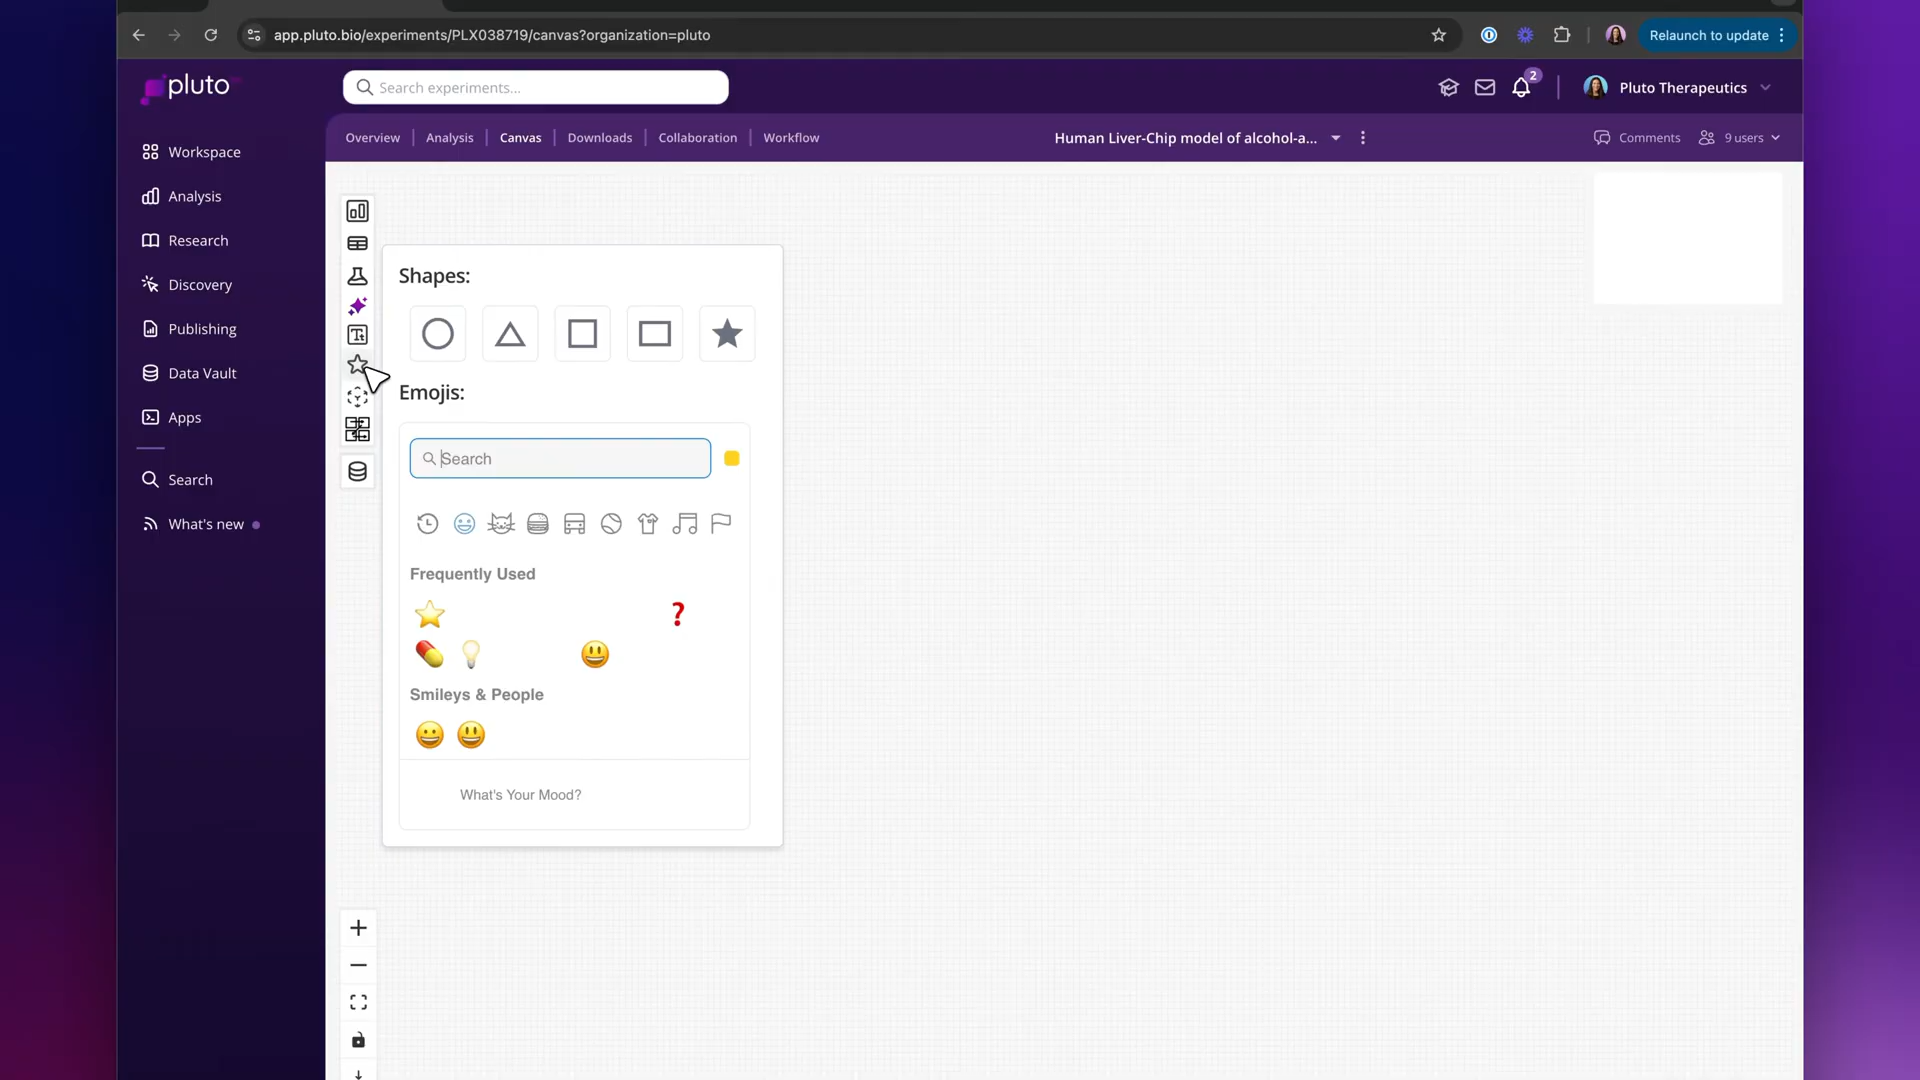 app.pluto.bio/experiments/PLX038719/canvas?organization=pluto
Relaunch to update
pluto
Search experiments...
2
Pluto Therapeutics
Overview
Analysis
Canvas
Downloads
Collaboration
Workflow
Human Liver-Chip model of alcohol-a...
Comments
9 users
Workspace
Analysis
Research
Discovery
Publishing
Data Vault
Apps
Search
What's new
Shapes:
Emojis:
Search
Frequently Used
Smileys & People
What's Your Mood?